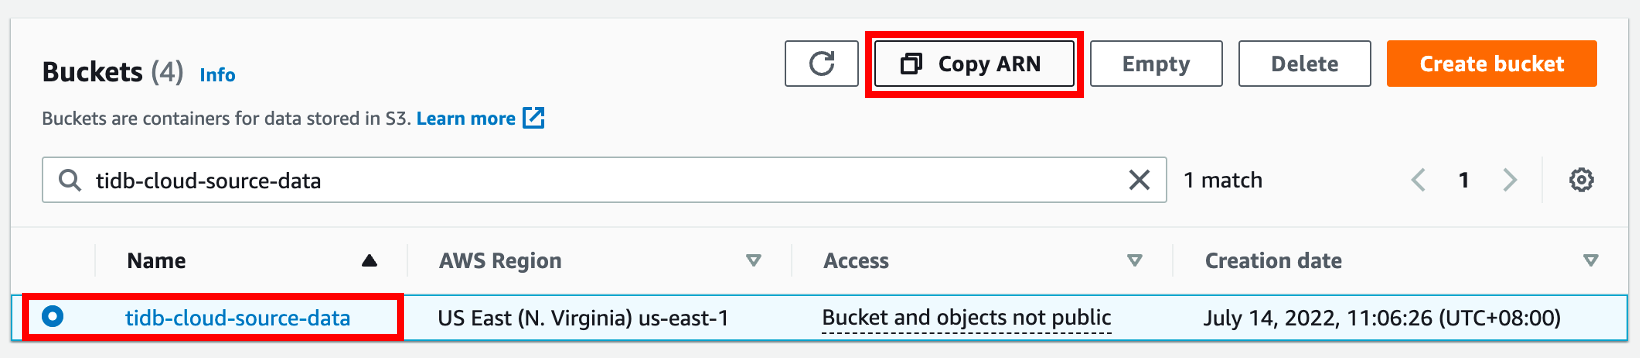 Buckets (4) Info
Copy ARN Empty Delete Create bucket
Buckets are containers for data stored in S3. Learn more
tidb-cloud-source-data 1 match 1
Name AWS Region Access Creation date
tidb-cloud-source-data US East (N. Virginia) us-east-1 Bucket and objects not public July 14, 2022, 11:06:26 (UTC+08:00)